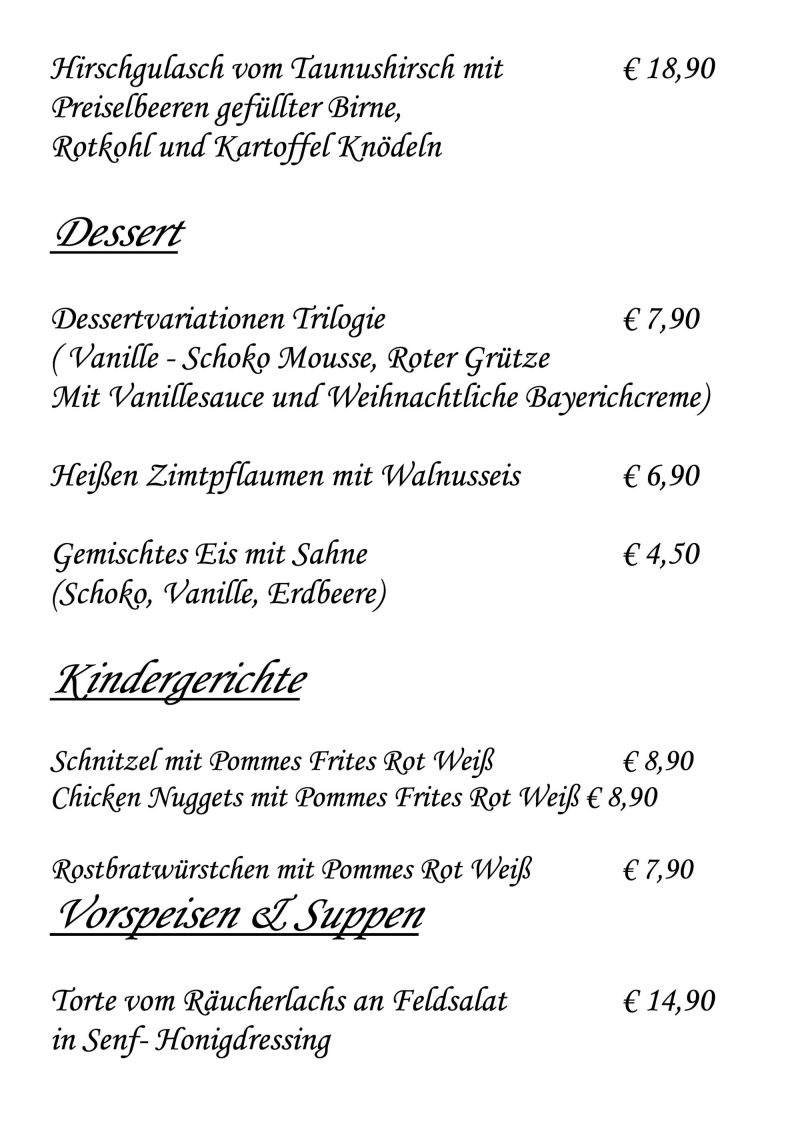 Hirschgulasch vom Taunushirsch mit € 18,90
Preiselbeeren gefüllter Birne,
Rotkohl und Kartoffel Knödeln
Dessert
Dessertvariationen Trilogie € 7,90
( Vanille - Schoko Mousse, Roter Grütze
Mit Vanillesauce und Weihnachtliche Bayerichcreme)
Heißen Zimtpflaumen mit Walnusseis € 6,90
Gemischtes Eis mit Sahne € 4,50
(Schoko, Vanille, Erdbeere)
Kindergerichte
Schnitzel mit Pommes Frites Rot Weiß € 8,90
Chicken Nuggets mit Pommes Frites Rot Weiß € 8,90
Rostbratwürstchen mit Pommes Rot Weiß € 7,90
Vorspeisen & Suppen
Torte vom Räucherlachs an Feldsalat € 14,90
in Senf- Honigdressing